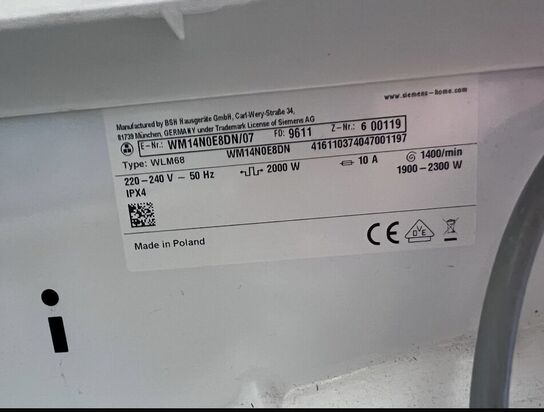 www.siemens-home.com
Manufactured by BSH Hausgeräte GmbH, Carl-Wery-Straße 34,
81739 München, GERMANY under Trademark License of Siemens AG
E-Nr.: WM14N0E8DN/07 FD: 9611 Z-Nr.: 6 00119
Type: WLM68 WM14N0E8DN 416110374047001197
220-240 V - 50 Hz 2000 W 10 A 1400/min
IPX4 1900-2300 W
Made in Poland
CE DVE
i